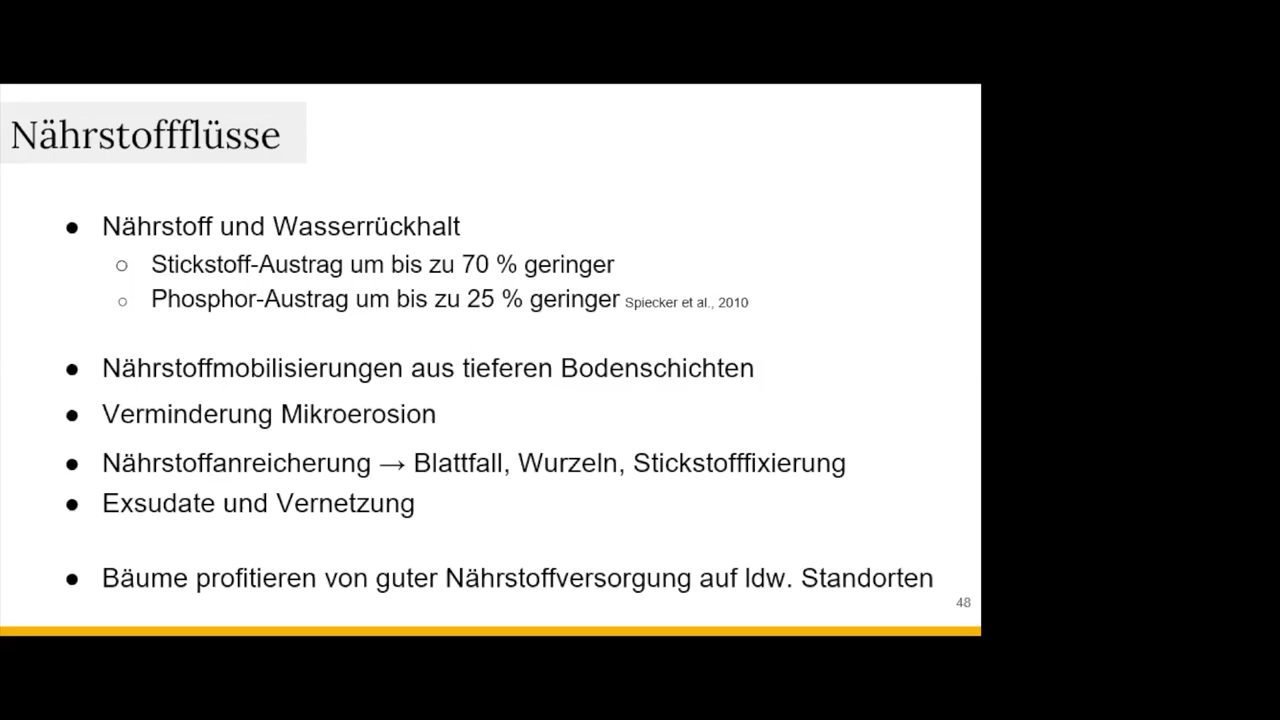 Nährstoffflüsse
● Nährstoff und Wasserrückhalt
○ Stickstoff-Austrag um bis zu 70 % geringer
○ Phosphor-Austrag um bis zu 25 % geringer Spiecker et al., 2010
● Nährstoffmobilisierungen aus tieferen Bodenschichten
● Verminderung Mikroerosion
● Nährstoffanreicherung → Blattfall, Wurzeln, Stickstofffixierung
● Exsudate und Vernetzung
● Bäume profitieren von guter Nährstoffversorgung auf ldw. Standorten
48